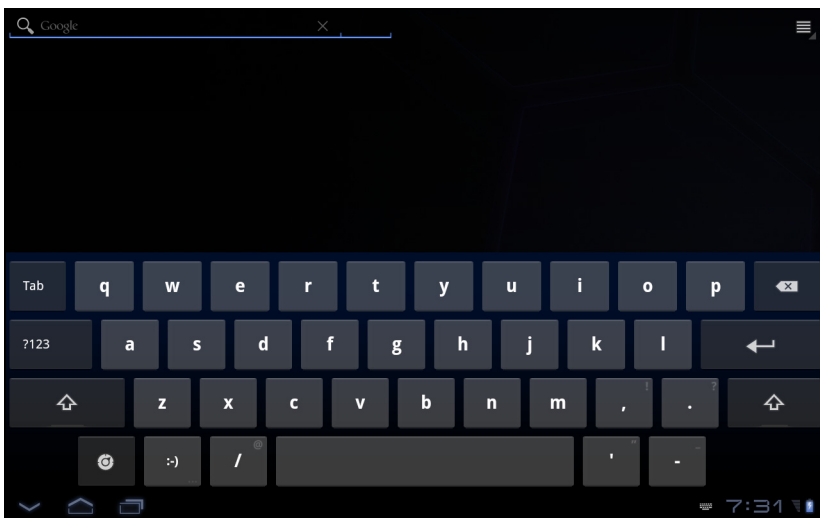 Google
Tab q w e r t y u i o p
?123 a s d f g h j k l
z x c v b n m , ! . ?
:-) ... / @ ' " - _
7:31